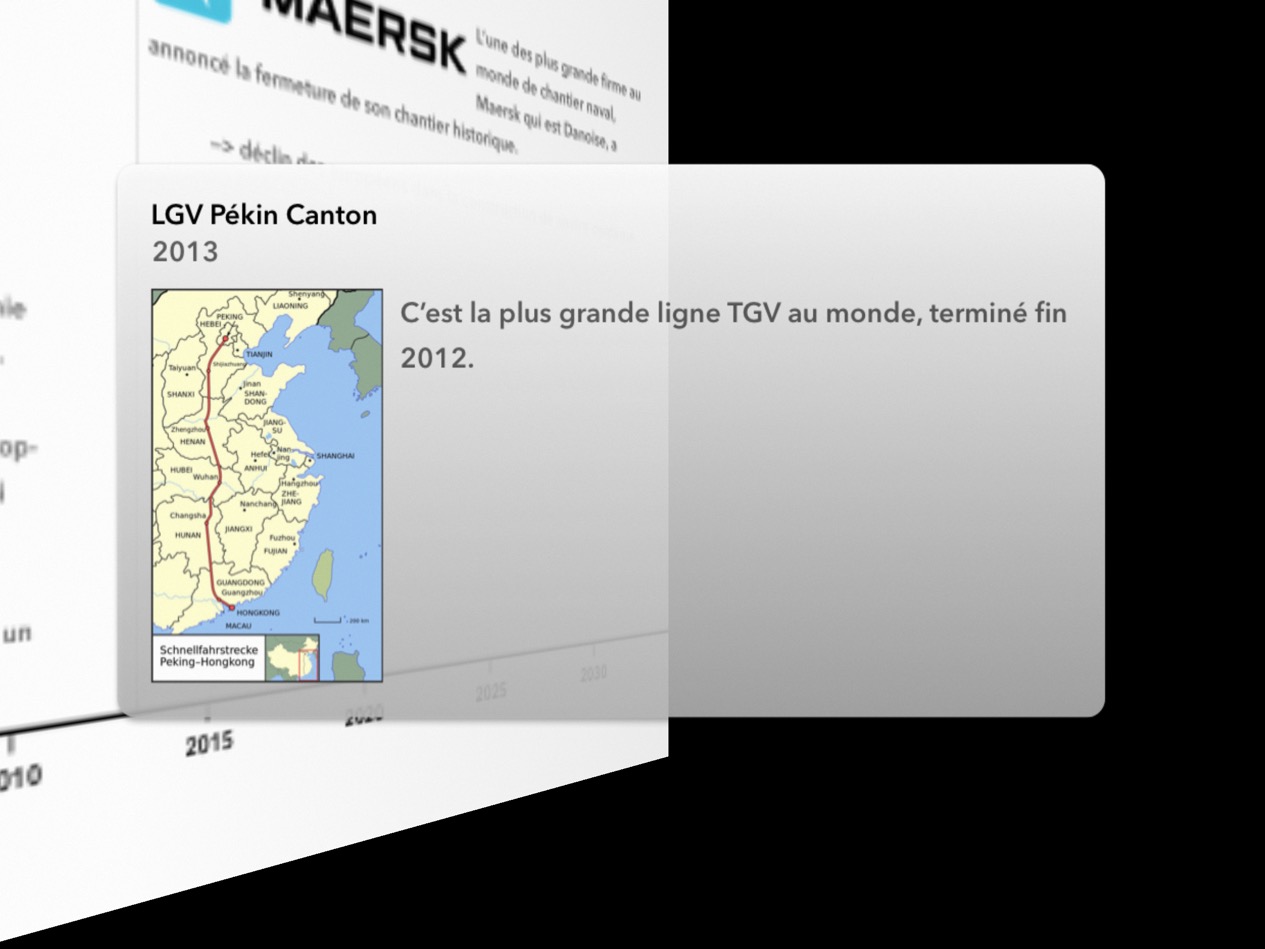 MAERSK
L'une des plus grande firme au
monde de chantier naval,
Maersk qui est Danoise, a
annoncé la fermeture de son chantier historique.
–> déclin
LGV Pékin Canton
2013
C'est la plus grande ligne TGV au monde, terminé fin
2012.
Shenyang
LIAONING
PEKING
HEBEI
TIANJIN
Shijiazhuang
Taiyuan
Jinan
SHANXI
SHAN-
DONG
JIANG-
SU
Zhengzhou
HENAN
Hefei
Nan-
jing
SHANGHAI
ANHUI
HUBEI
Wuhan
Hangzhou
ZHE-
JIANG
Nanchang
Changsha
HUNAN
JIANGXI
Fuzhou
FUJIAN
GUANGDONG
Guangzhou
HONGKONG
MACAU
200 km
Schnellfahrstrecke
Peking–Hongkong
op-
un
010
2015
2020
2025
2030